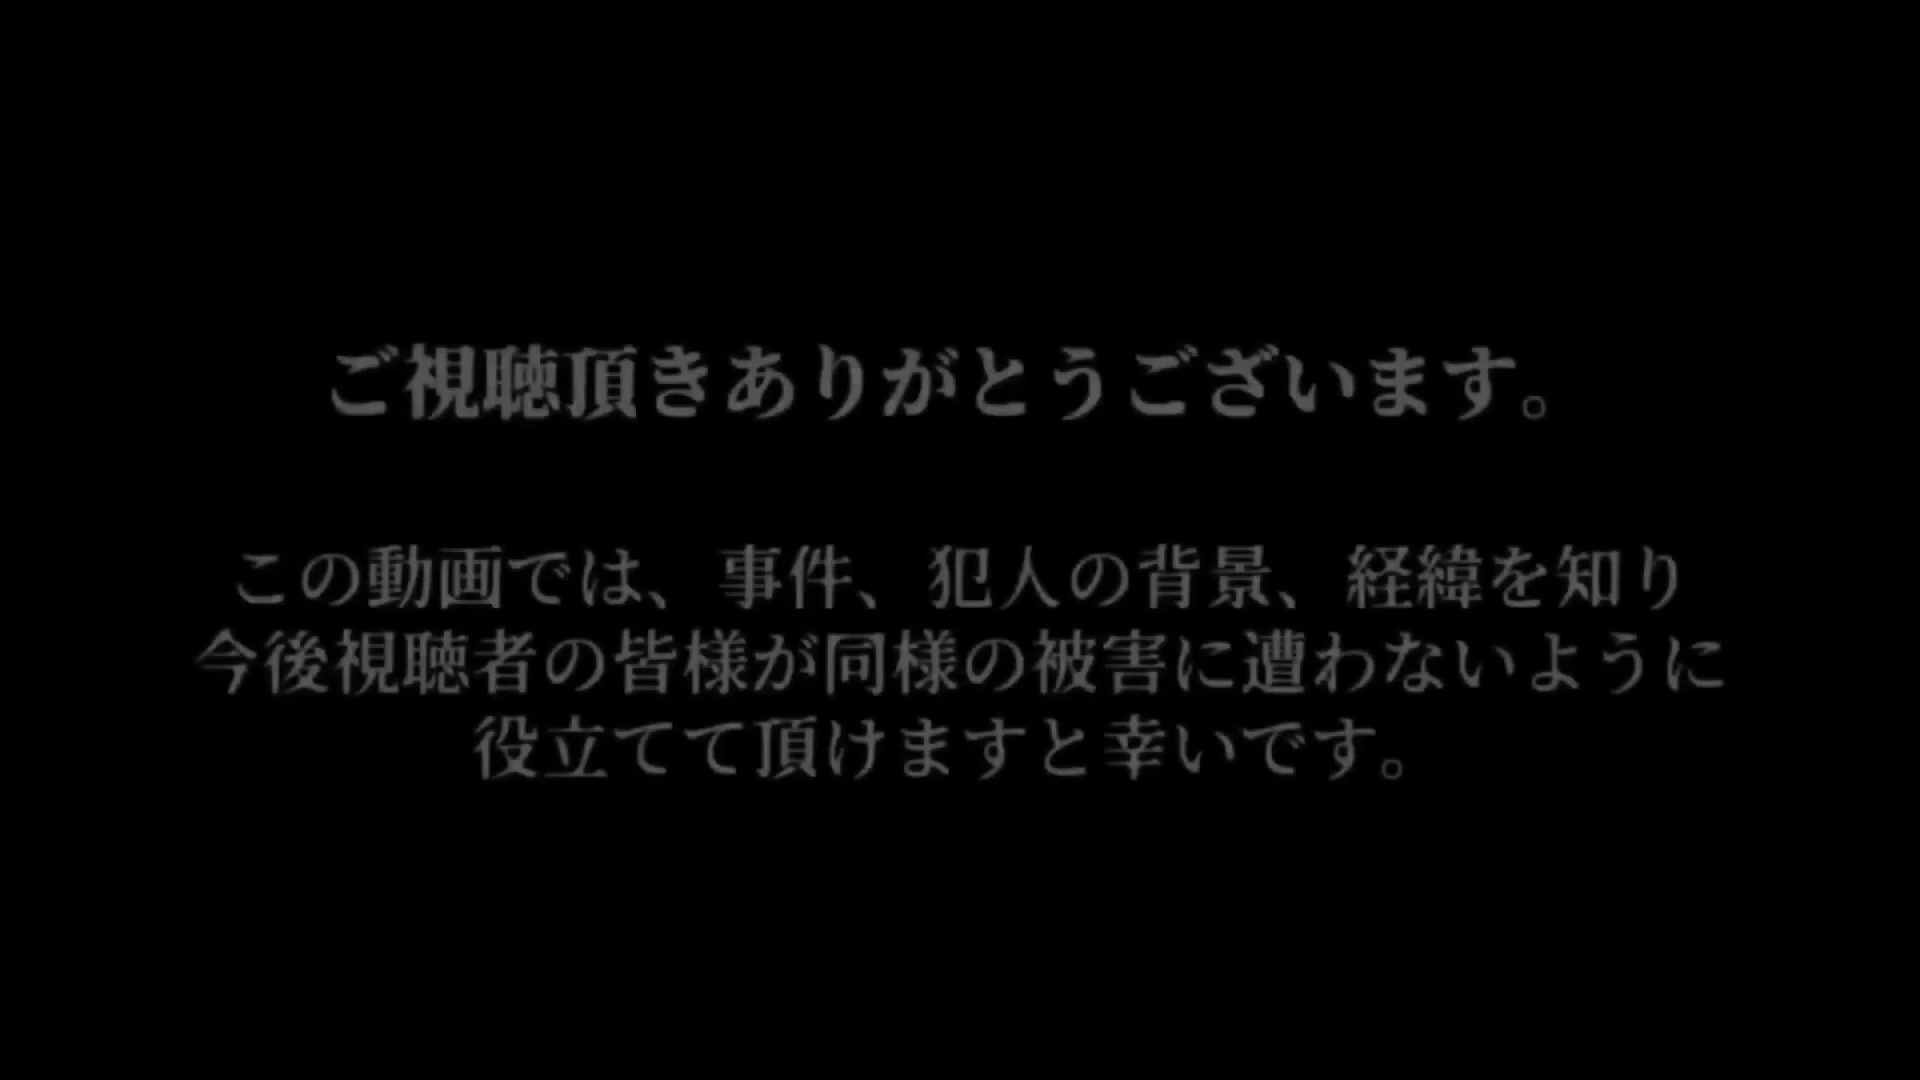 ご視聴頂きありがとうございます。
この動画では、事件、犯人の背景、経緯を知り
今後視聴者の皆様が同様の被害に遭わないように
役立てて頂けますと幸いです。